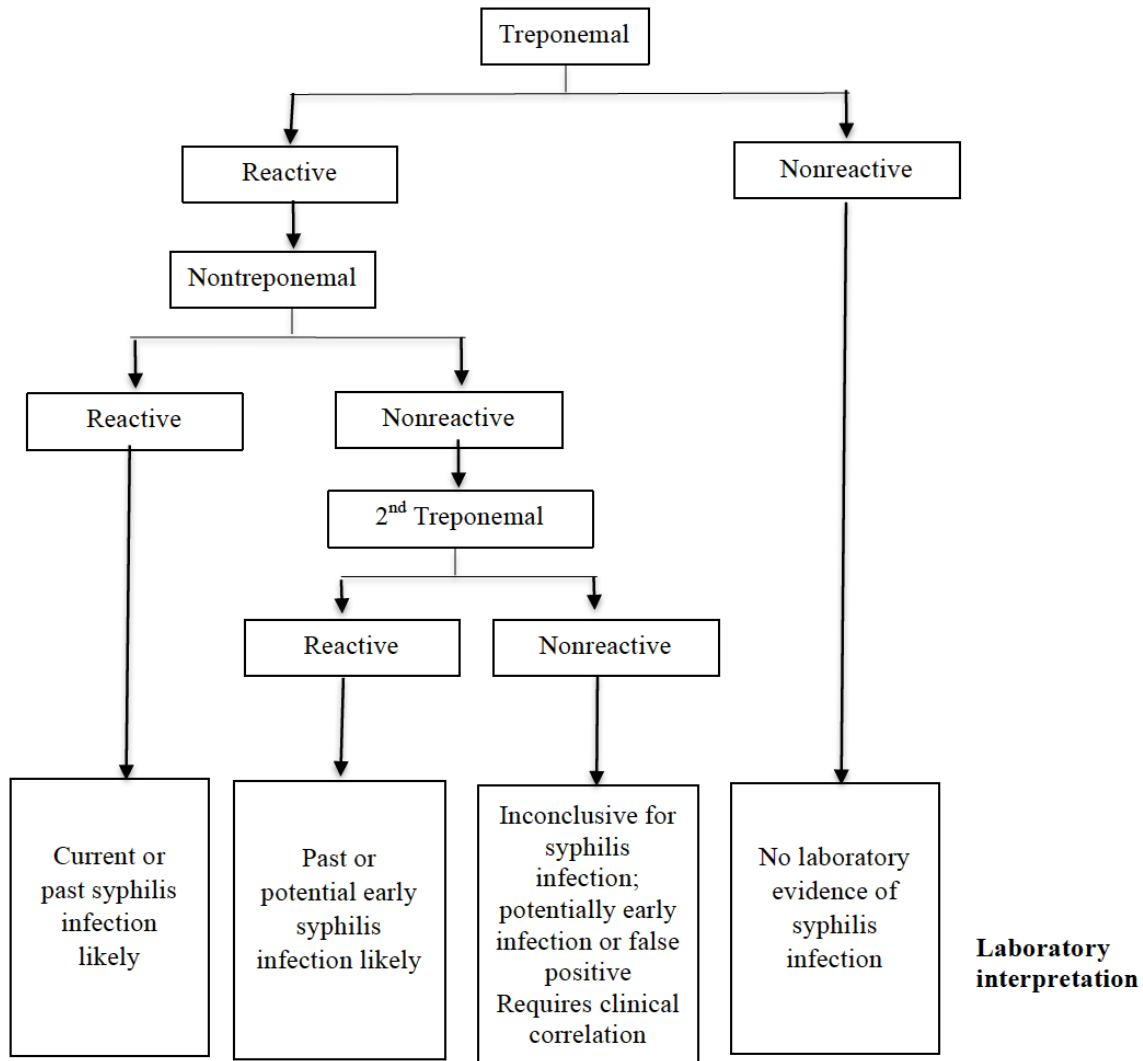 Treponemal
Reactive
Nonreactive
Nontreponemal
Reactive
Nonreactive
2nd Treponemal
Reactive
Nonreactive
Current or
past syphilis
infection
likely
Past or
potential early
syphilis
infection likely
Inconclusive for
syphilis
infection;
potentially early
infection or false
positive
Requires clinical
correlation
No laboratory
evidence of
syphilis
infection
Laboratory
interpretation